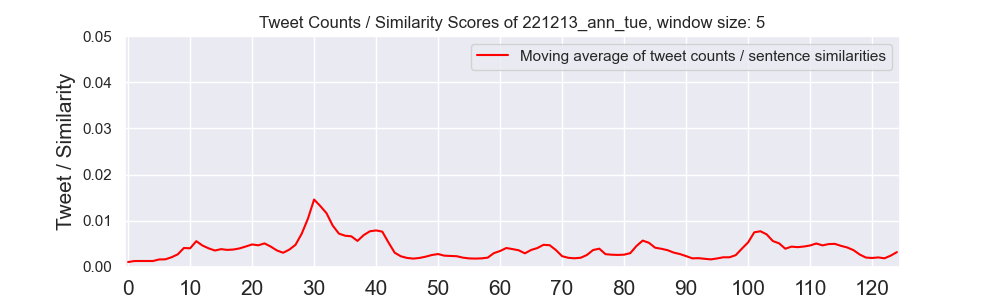 Tweet Counts / Similarity Scores of 221213_ann_tue, window size: 5
Moving average of tweet counts / sentence similarities
Tweet / Similarity
0.05
0.04
0.03
0.02
0.01
0.00
0 10 20 30 40 50 60 70 80 90 100 110 120